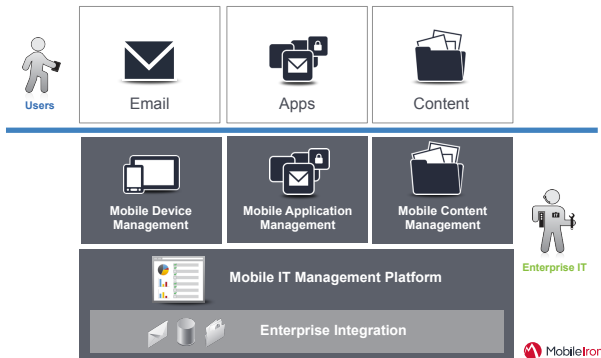 Users
Email
Apps
Content
Mobile Device
Management
Mobile Application
Management
Mobile Content
Management
Enterprise IT
Mobile IT Management Platform
Enterprise Integration
MobileIror